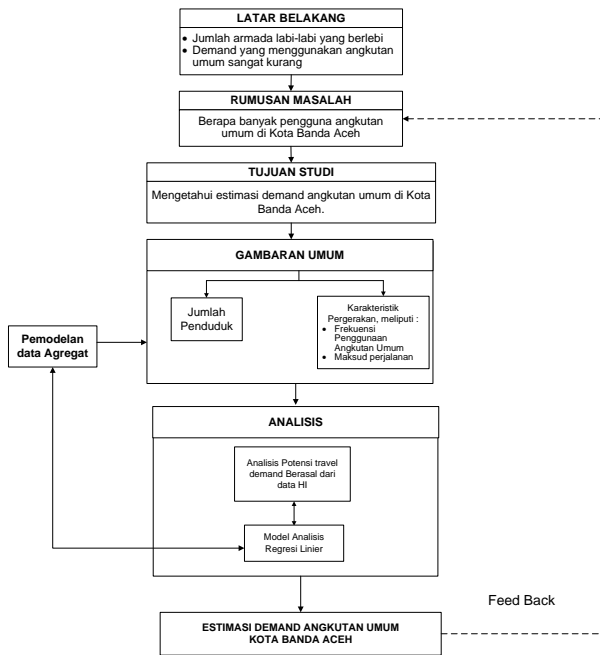 LATAR BELAKANG
• Jumlah armada labi-labi yang berlebi
• Demand yang menggunakan angkutan
umum sangat kurang
RUMUSAN MASALAH
Berapa banyak pengguna angkutan
umum di Kota Banda Aceh
TUJUAN STUDI
Mengetahui estimasi demand angkutan umum di Kota
Banda Aceh.
GAMBARAN UMUM
Jumlah
Penduduk
Karakteristik
Pergerakan, meliputi :
• Frekuensi
Penggunaan
Angkutan Umum
• Maksud perjalanan
Pemodelan
data Agregat
ANALISIS
Analisis Potensi travel
demand Berasal dari
data HI
Model Analisis
Regresi Linier
Feed Back
ESTIMASI DEMAND ANGKUTAN UMUM
KOTA BANDA ACEH